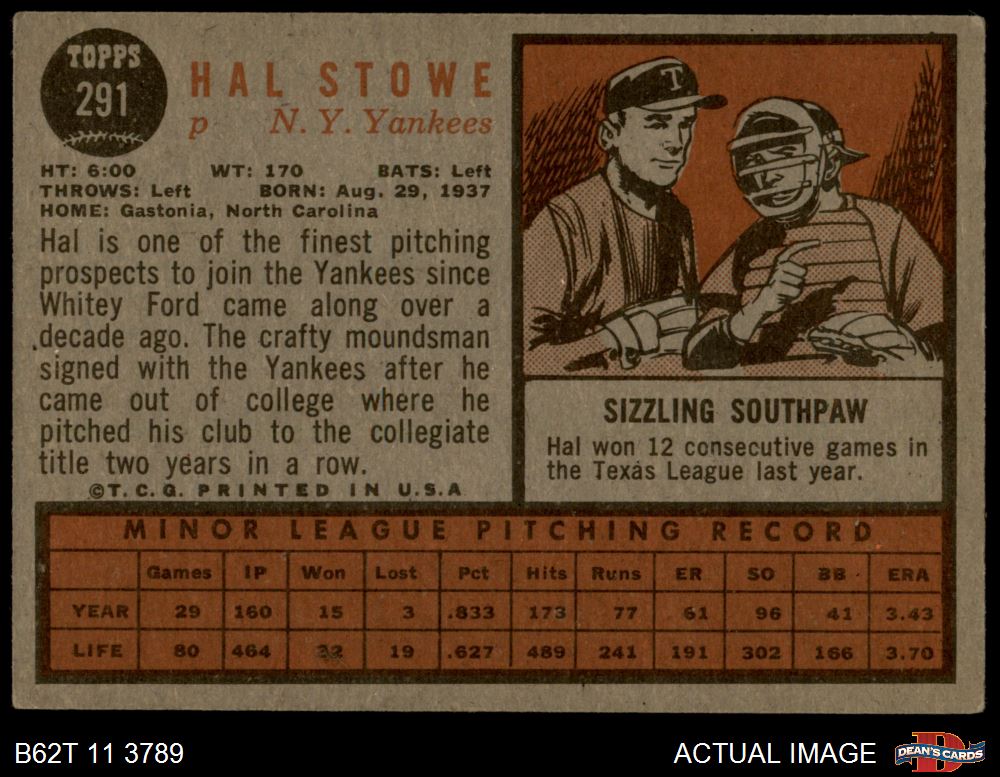 TOPPS
291
HAL STOWE
p N. Y. Yankees
HT: 6:00 WT: 170 BATS: Left
THROWS: Left BORN: Aug. 29, 1937
HOME: Gastonia, North Carolina
Hal is one of the finest pitching
prospects to join the Yankees since
Whitey Ford came along over a
decade ago. The crafty moundsman
signed with the Yankees after he
came out of college where he
pitched his club to the collegiate
title two years in a row.
©T.C.G. PRINTED IN U.S.A
T
SIZZLING SOUTHPAW
Hal won 12 consecutive games in
the Texas League last year.
MINOR LEAGUE PITCHING RECORD
Games IP Won Lost Pct Hits Runs ER SO BB ERA
YEAR 29 160 15 3 .833 173 77 61 96 41 3.43
LIFE 80 464 32 19 .627 489 241 191 302 166 3.70
B62T 11 3789
ACTUAL IMAGE
D
DEAN'S CARDS